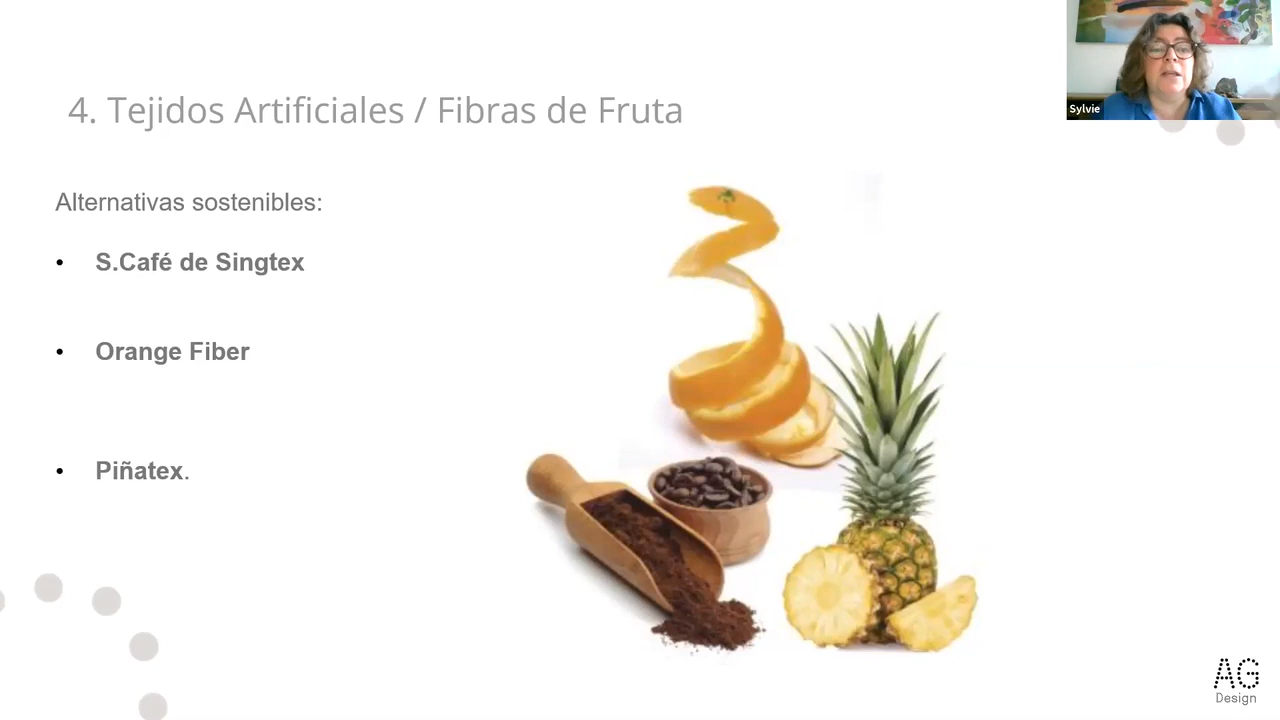 4. Tejidos Artificiales / Fibras de Fruta
Sylvie
Alternativas sostenibles:
• S.Café de Singtex
• Orange Fiber
• Piñatex.
AG
Design